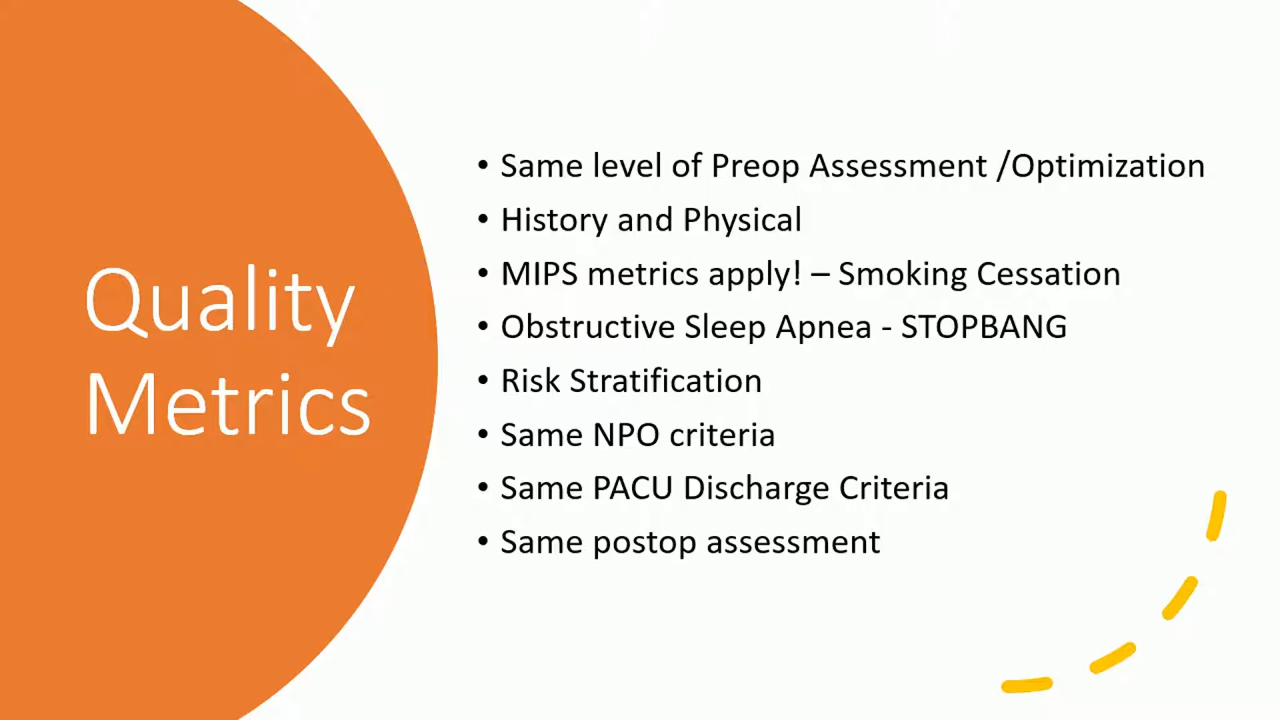 Quality
Metrics
• Same level of Preop Assessment /Optimization
• History and Physical
• MIPS metrics apply! – Smoking Cessation
• Obstructive Sleep Apnea - STOPBANG
• Risk Stratification
• Same NPO criteria
• Same PACU Discharge Criteria
• Same postop assessment